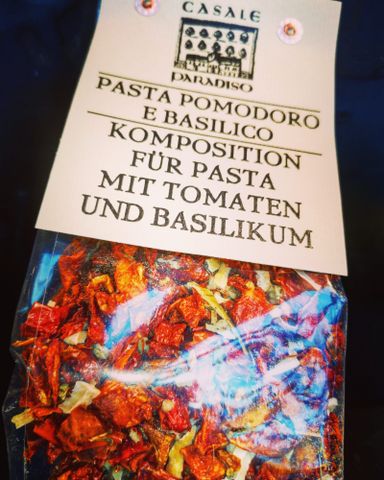 CASALE
PARADISO
PASTA POMODORO
E BASILICO
KOMPOSITION
FÜR PASTA
MIT TOMATEN
UND BASILIKUM